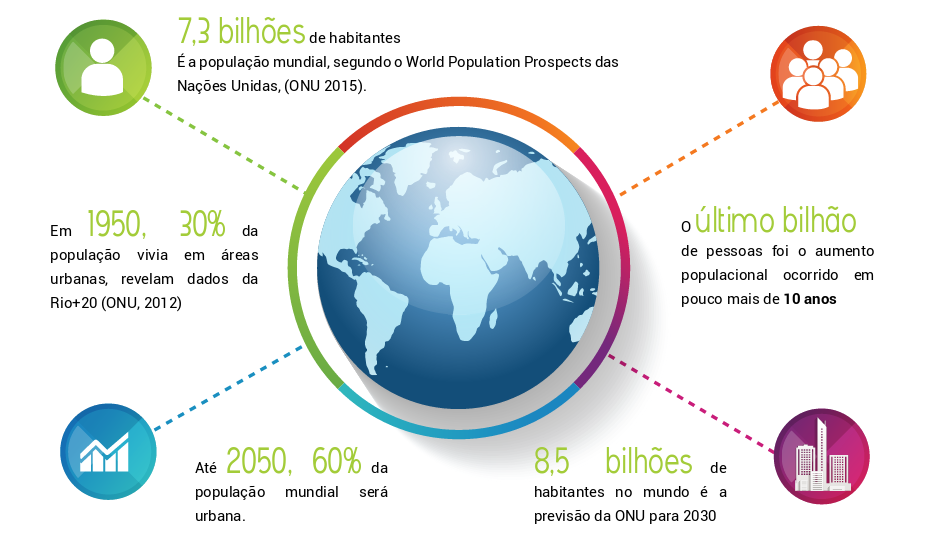 7,3 bilhões de habitantes
É a população mundial, segundo o World Population Prospects das
Nações Unidas, (ONU 2015).
Em 1950, 30% da
população vivia em áreas
urbanas, revelam dados da
Rio+20 (ONU, 2012)
O último bilhão
de pessoas foi o aumento
populacional ocorrido em
pouco mais de 10 anos
Até 2050, 60% da
população mundial será
urbana.
8,5 bilhões de
habitantes no mundo é a
previsão da ONU para 2030